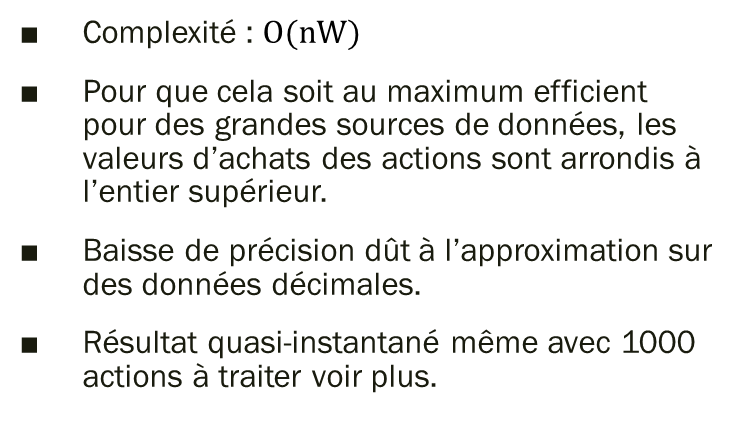 ■ Complexité : O(nW)
■ Pour que cela soit au maximum efficient
pour des grandes sources de données, les
valeurs d’achats des actions sont arrondis à
l’entier supérieur.
■ Baisse de précision dût à l’approximation sur
des données décimales.
■ Résultat quasi-instantané même avec 1000
actions à traiter voir plus.